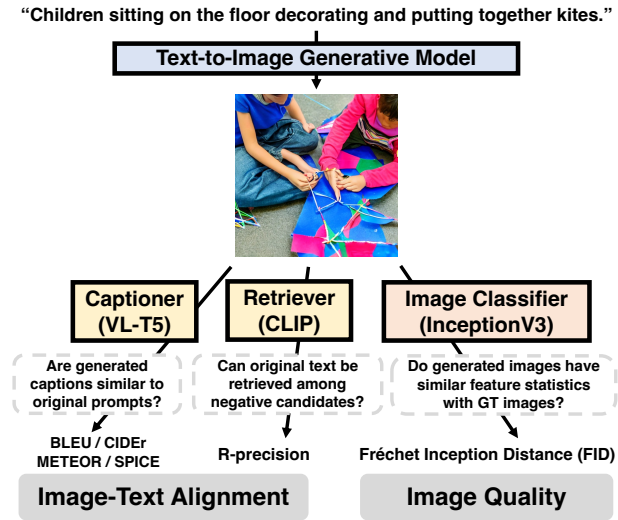 “Children sitting on the floor decorating and putting together kites.”
Text-to-Image Generative Model
Captioner
(VL-T5)
Retriever
(CLIP)
Image Classifier
(InceptionV3)
Are generated
captions similar to
original prompts?
Can original text be
retrieved among
negative candidates?
Do generated images have
similar feature statistics
with GT images?
BLEU / CIDEr
METEOR / SPICE
R-precision
Fréchet Inception Distance (FID)
Image-Text Alignment
Image Quality